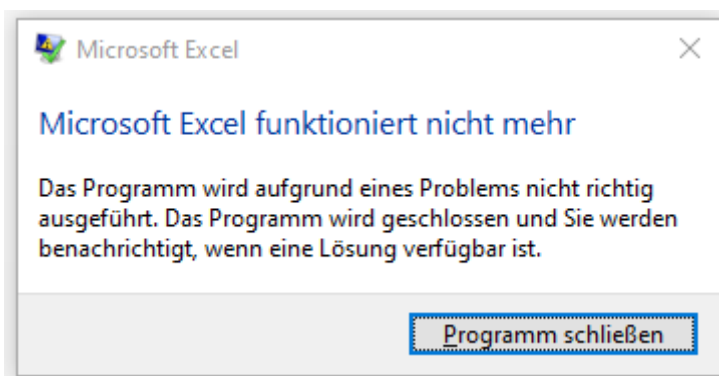 Microsoft Excel
Microsoft Excel funktioniert nicht mehr
Das Programm wird aufgrund eines Problems nicht richtig
ausgeführt. Das Programm wird geschlossen und Sie werden
benachrichtigt, wenn eine Lösung verfügbar ist.
Programm schließen